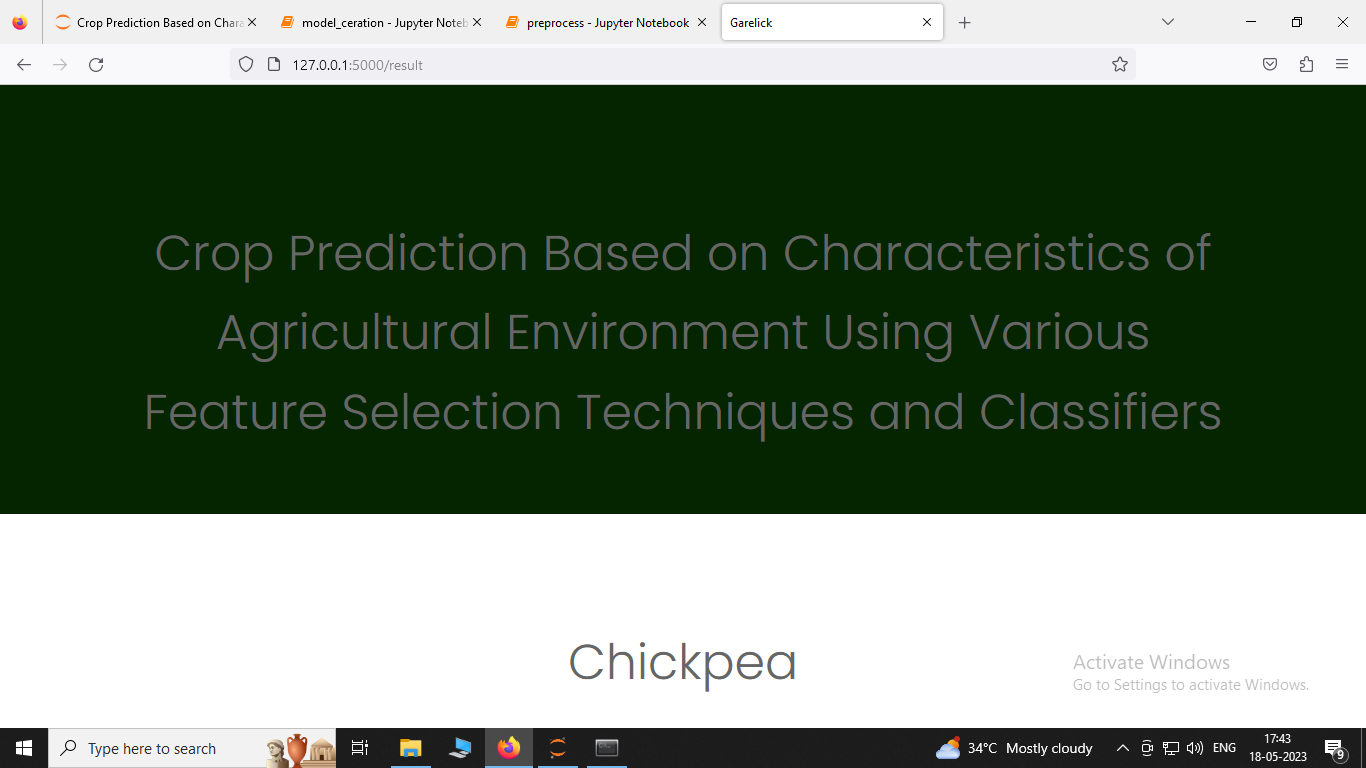 Crop Prediction Based on Chara
model_ceration - Jupyter Noteb
preprocess - Jupyter Notebook
Garelick
127.0.0.1:5000/result
Crop Prediction Based on Characteristics of
Agricultural Environment Using Various
Feature Selection Techniques and Classifiers
Chickpea
Activate Windows
Go to Settings to activate Windows.
Type here to search
34°C Mostly cloudy
ENG
17:43
18-05-2023
9